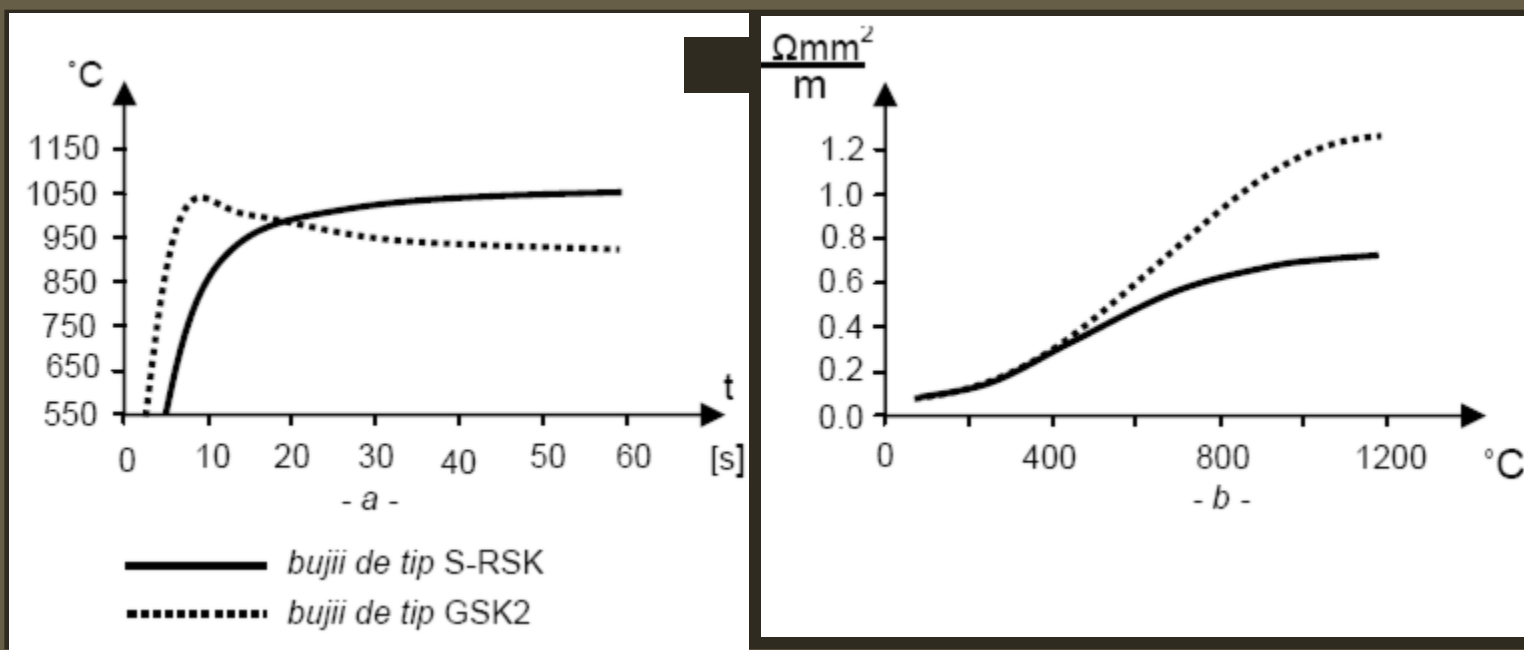 °C
1150
1050
950
850
750
650
550
t
0 10 20 30 40 50 60 [s]
- a -
bujii de tip S-RSK
bujii de tip GSK2
Ωmm²
m
1.2
1.0
0.8
0.6
0.4
0.2
0.0
0 400 800 1200 °C
- b -